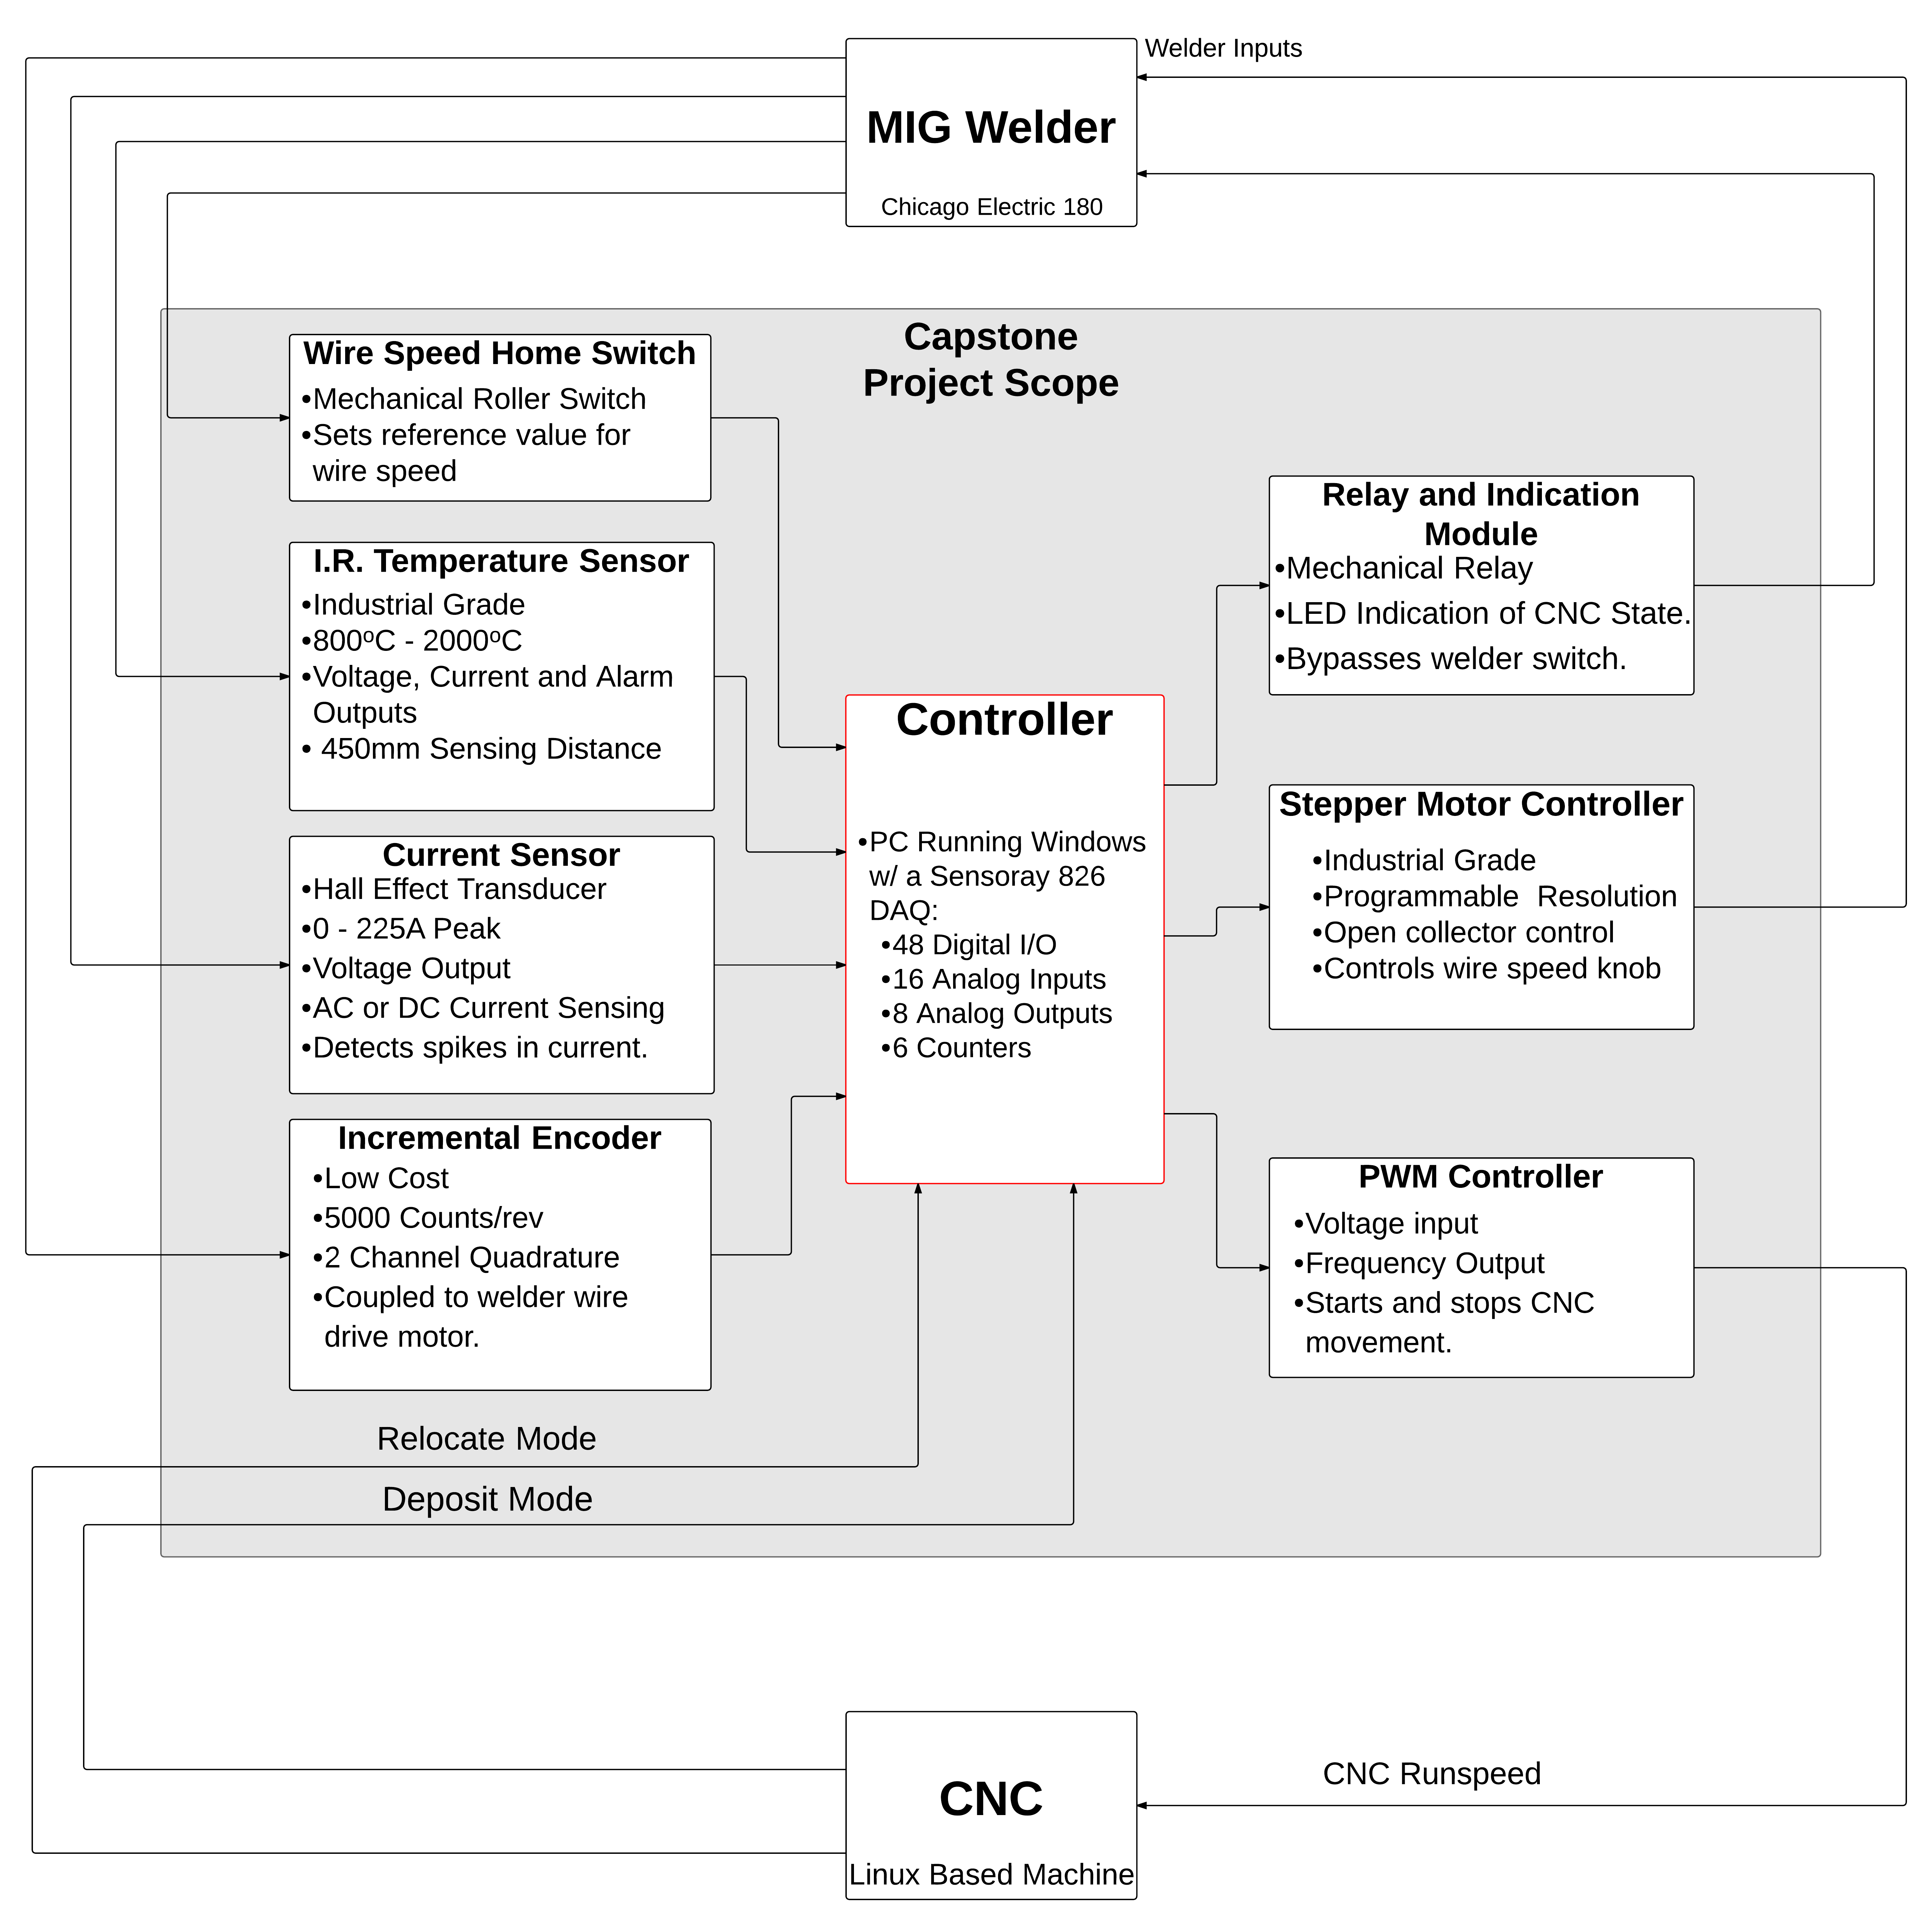 Welder Inputs
MIG Welder
Chicago Electric 180
Capstone
Project Scope
Wire Speed Home Switch
•Mechanical Roller Switch
•Sets reference value for
wire speed
I.R. Temperature Sensor
•Industrial Grade
•800ºC - 2000ºC
•Voltage, Current and Alarm
Outputs
• 450mm Sensing Distance
Current Sensor
•Hall Effect Transducer
•0 - 225A Peak
•Voltage Output
•AC or DC Current Sensing
•Detects spikes in current.
Incremental Encoder
•Low Cost
•5000 Counts/rev
•2 Channel Quadrature
•Coupled to welder wire
drive motor.
Controller
•PC Running Windows
w/ a Sensoray 826
DAQ:
•48 Digital I/O
•16 Analog Inputs
•8 Analog Outputs
•6 Counters
Relay and Indication
Module
•Mechanical Relay
•LED Indication of CNC State.
•Bypasses welder switch.
Stepper Motor Controller
•Industrial Grade
•Programmable  Resolution
•Open collector control
•Controls wire speed knob
PWM Controller
•Voltage input
•Frequency Output
•Starts and stops CNC
movement.
Relocate Mode
Deposit Mode
CNC
Linux Based Machine
CNC Runspeed